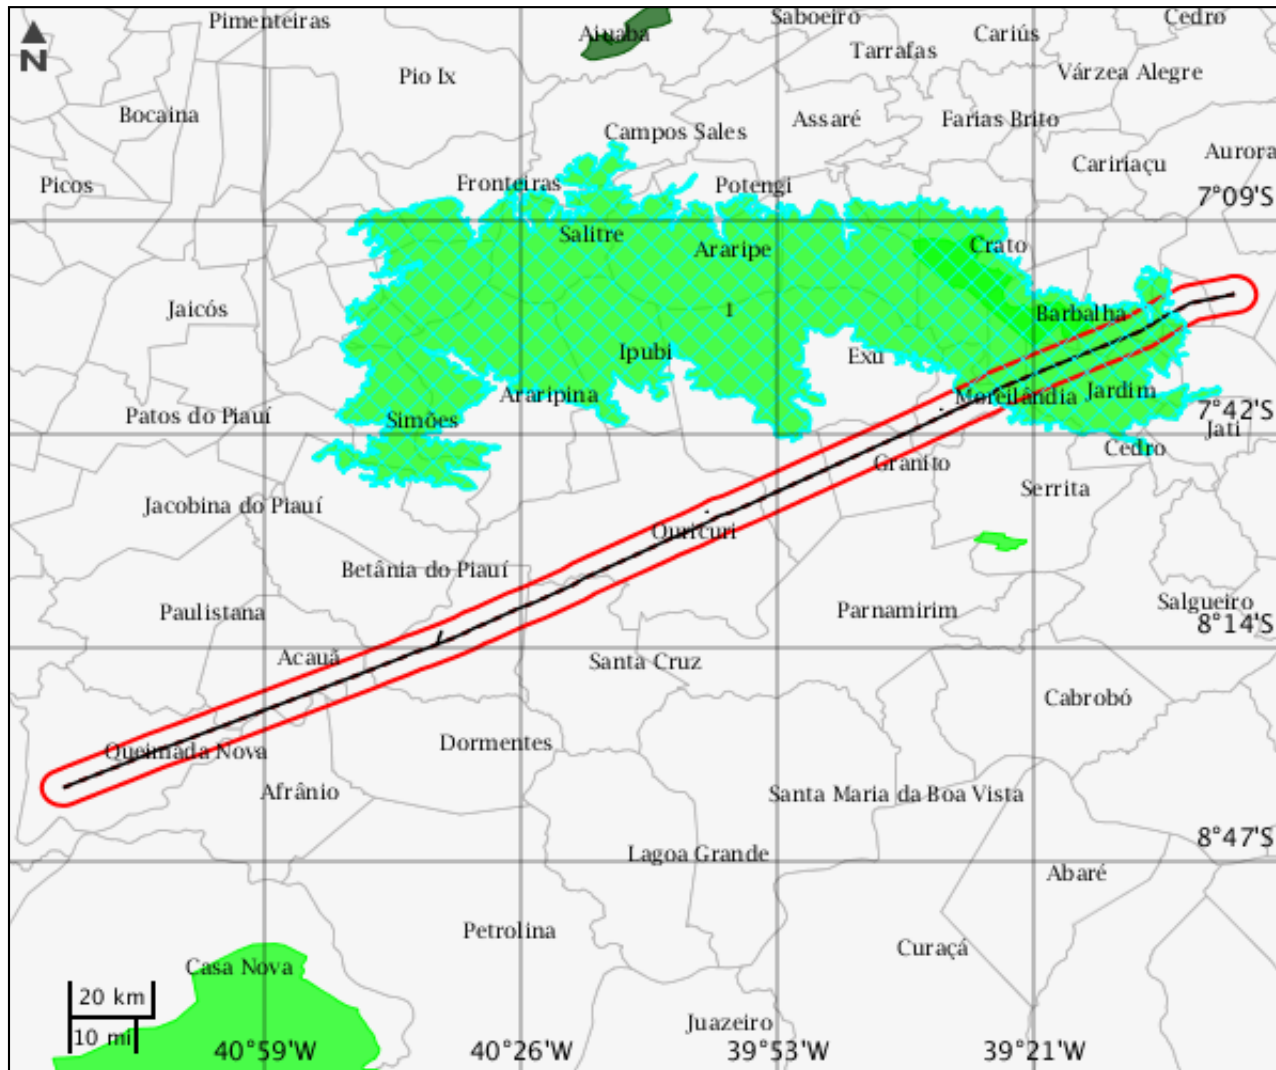 Pimenteiras
Saboeiro
Cedro
Aiuaba
Tarrafas
Cariús
N
Pio Ix
Várzea Alegre
Bocaina
Campos Sales
Assaré
Farias Brito
Caririaçu
Aurora
Picos
Fronteiras
Potengi
7°09'S
Salitre
Araripe
Crato
Jaicós
1
Barbalha
Ipubi
Exu
Araripina
Moreilândia
Jardim
Patos do Piauí
Simões
7°42'S
Jati
Cedro
Granito
Serrita
Jacobina do Piauí
Ouricuri
Betânia do Piauí
Paulistana
Parnamirim
Salgueiro
8°14'S
Acauã
Santa Cruz
Cabrobó
Queimada Nova
Dormentes
Afrânio
Santa Maria da Boa Vista
8°47'S
Lagoa Grande
Abaré
Petrolina
Curaçá
Casa Nova
20 km
10 mi
Juazeiro
40°59'W
40°26'W
39°53'W
39°21'W